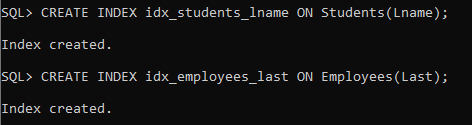 SQL> CREATE INDEX idx_students_lname ON Students(Lname);
Index created.
SQL> CREATE INDEX idx_employees_last ON Employees(Last);
Index created.